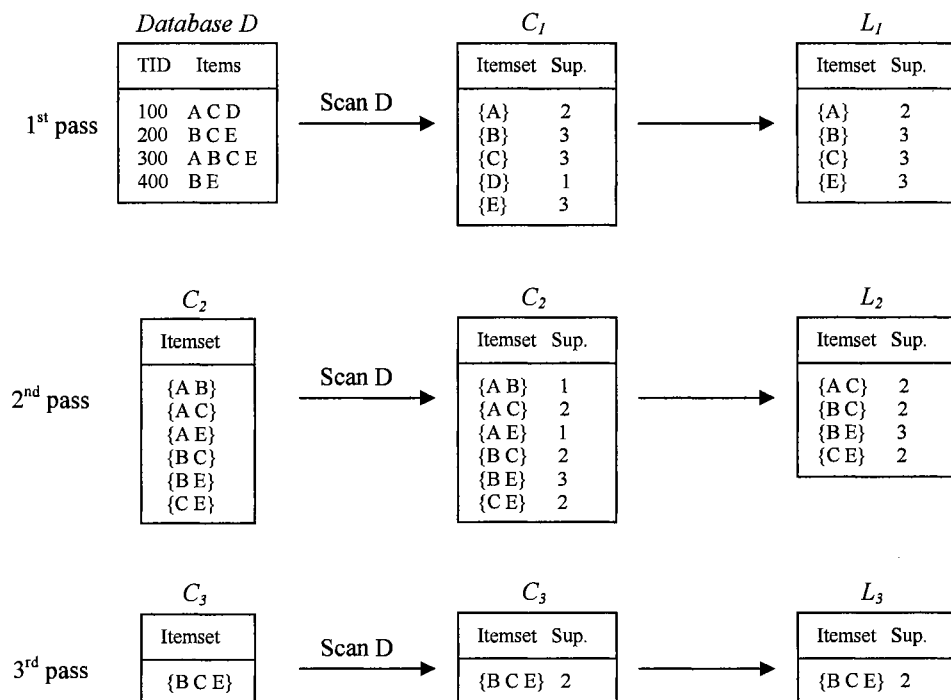 Database D
C1
L1
TID Items
Itemset Sup.
Itemset Sup.
1st pass
100 A C D
200 B C E
300 A B C E
400 B E
Scan D
{A} 2
{B} 3
{C} 3
{D} 1
{E} 3
{A} 2
{B} 3
{C} 3
{E} 3
C2
C2
L2
Itemset
Itemset Sup.
Itemset Sup.
2nd pass
{A B}
{A C}
{A E}
{B C}
{B E}
{C E}
Scan D
{A B} 1
{A C} 2
{A E} 1
{B C} 2
{B E} 3
{C E} 2
{A C} 2
{B C} 2
{B E} 3
{C E} 2
C3
C3
L3
Itemset
Itemset Sup.
Itemset Sup.
3rd pass
{B C E}
Scan D
{B C E} 2
{B C E} 2